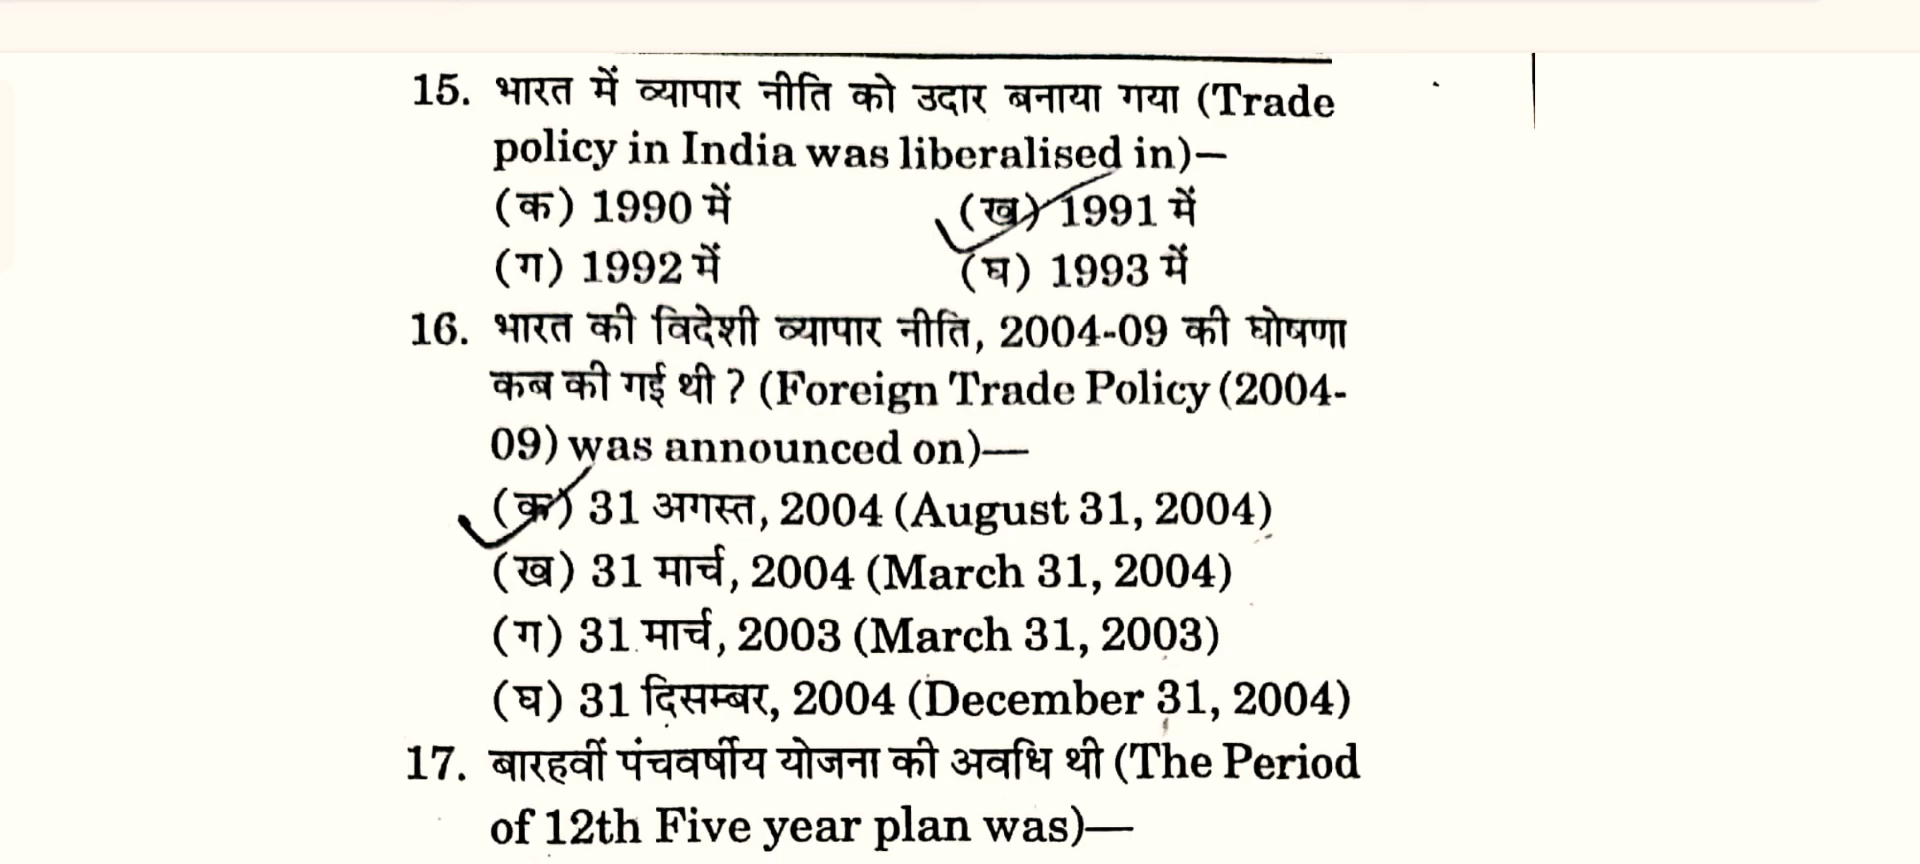 15. भारत में व्यापार नीति को उदार बनाया गया (Trade
policy in India was liberalised in)—
(क) 1990 में (ख) 1991 में
(ग) 1992 में (घ) 1993 में
16. भारत की विदेशी व्यापार नीति, 2004-09 की घोषणा
कब की गई थी ? (Foreign Trade Policy (2004-
09) was announced on)—
(क) 31 अगस्त, 2004 (August 31, 2004)
(ख) 31 मार्च, 2004 (March 31, 2004)
(ग) 31 मार्च, 2003 (March 31, 2003)
(घ) 31 दिसम्बर, 2004 (December 31, 2004)
17. बारहवीं पंचवर्षीय योजना की अवधि थी (The Period
of 12th Five year plan was)—